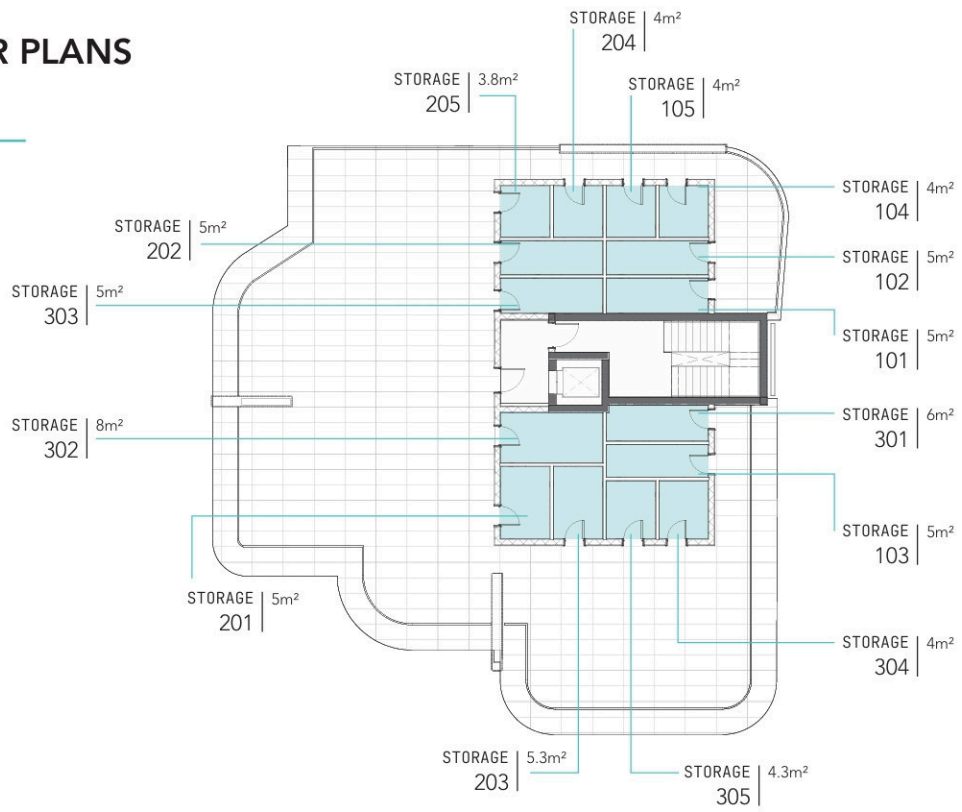 R PLANS
STORAGE 4m²
204
STORAGE 3.8m²
205
STORAGE 4m²
105
STORAGE 4m²
104
STORAGE 5m²
202
STORAGE 5m²
102
STORAGE 5m²
303
STORAGE 5m²
101
STORAGE 8m²
302
STORAGE 6m²
301
STORAGE 5m²
103
STORAGE 5m²
201
STORAGE 4m²
304
STORAGE 5.3m²
203
STORAGE 4.3m²
305